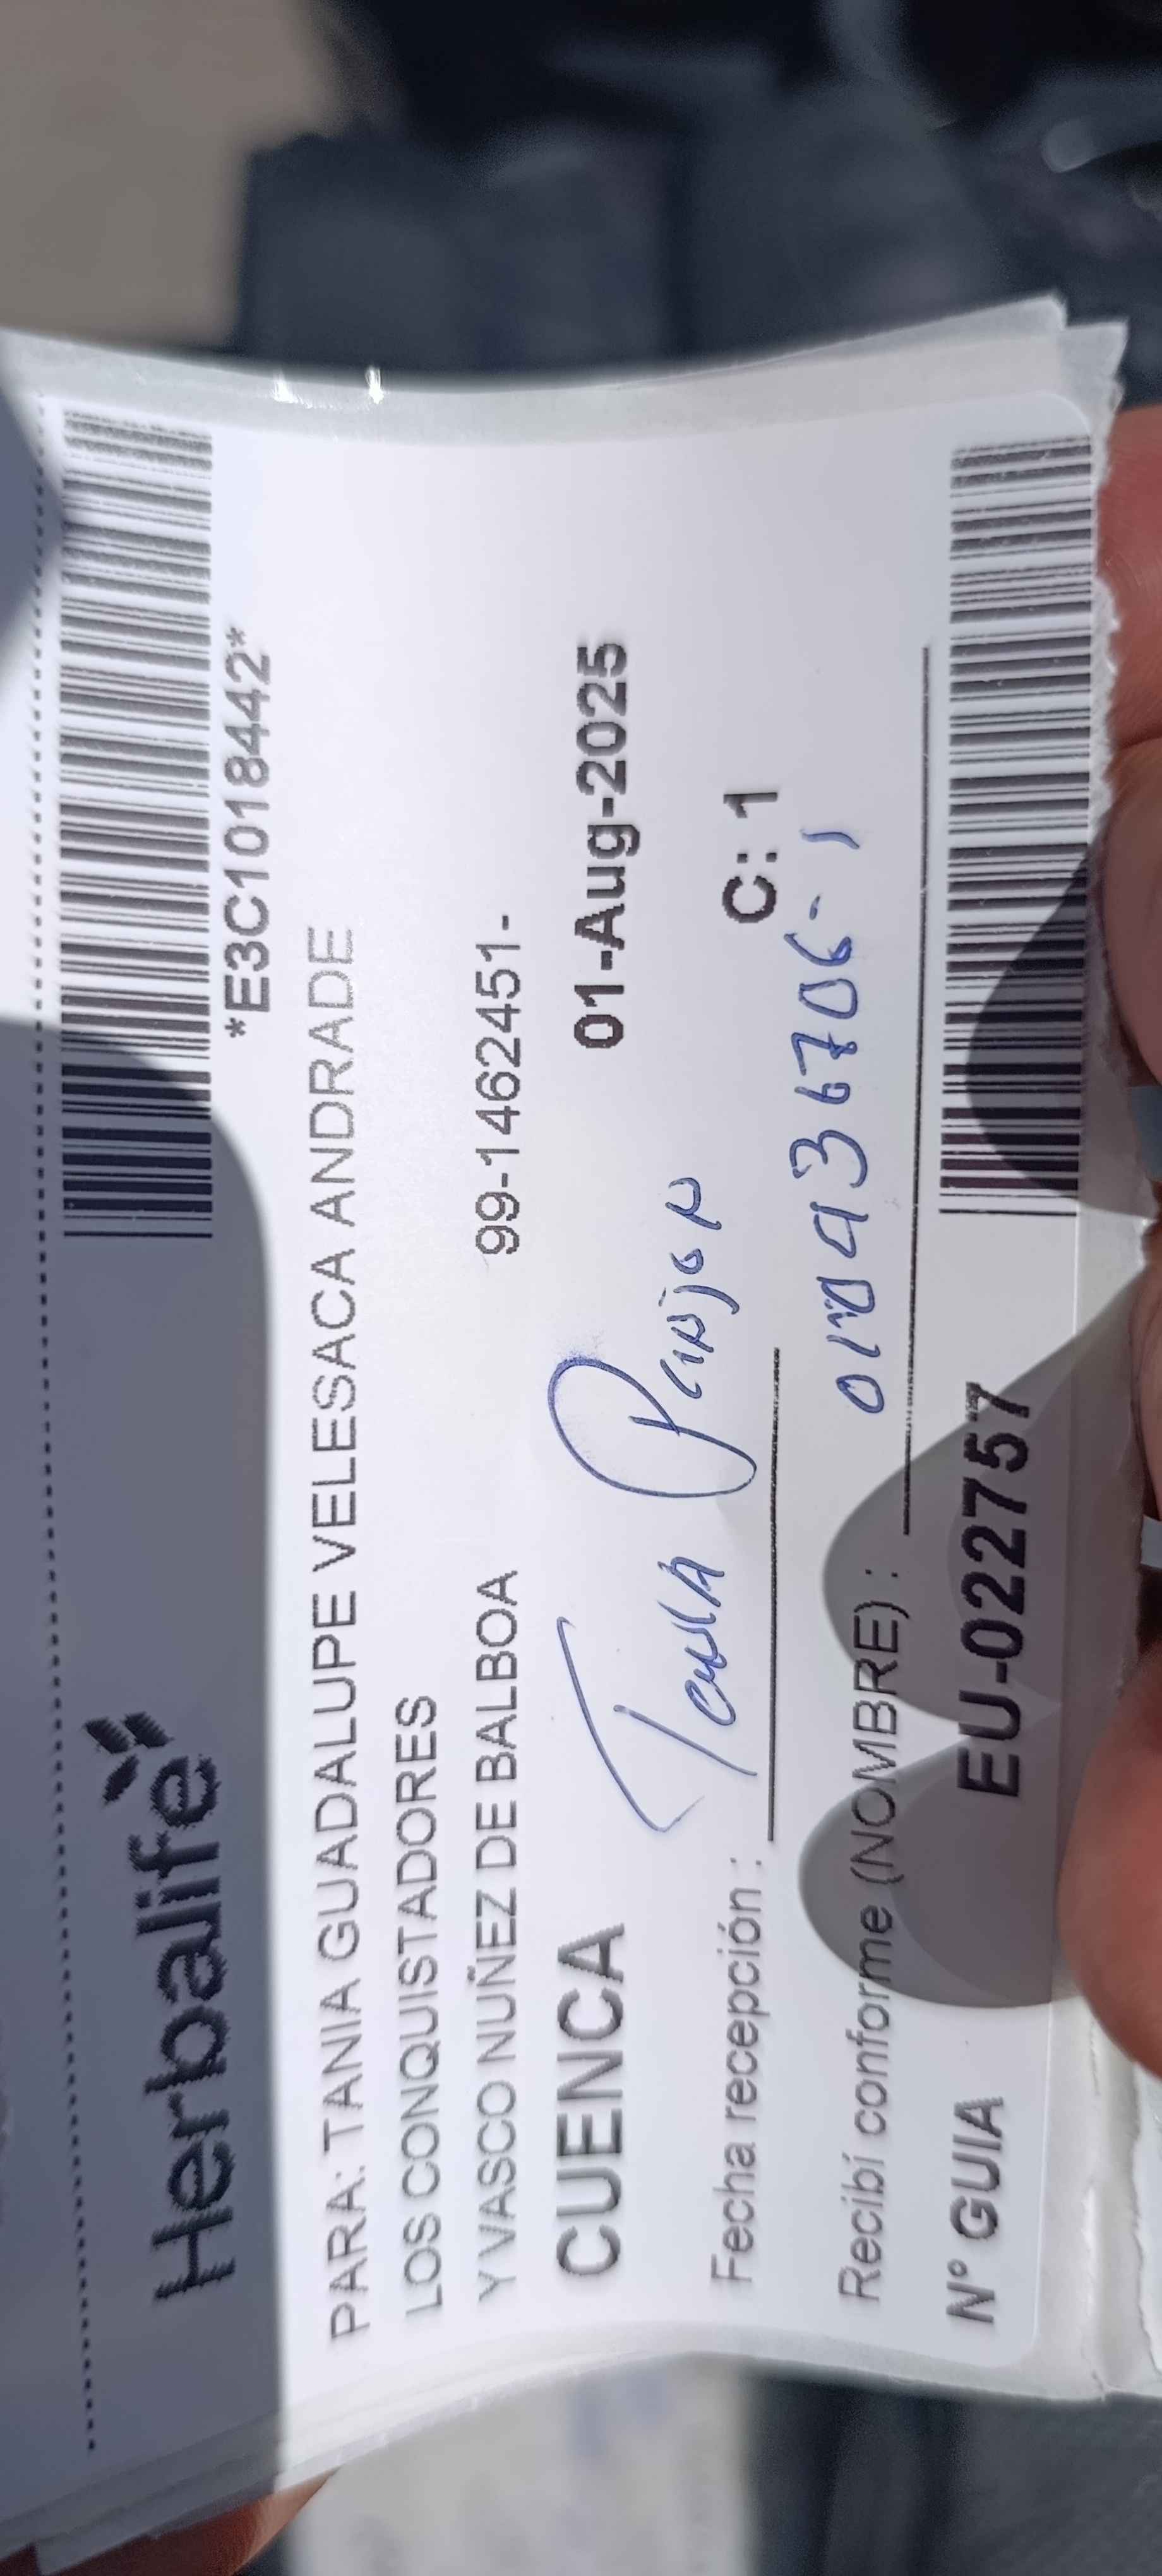 *E3C1018442*
Herbalife
PARA: TANIA GUADALUPE VELESACA ANDRADE
LOS CONQUISTADORES
Y VASCO NUÑEZ DE BALBOA 99-1462451-
CUENCA 01-Aug-2025
Fecha recepción : C: 1
Recibí conforme (NOMBRE) :
N° GUIA EU-022757